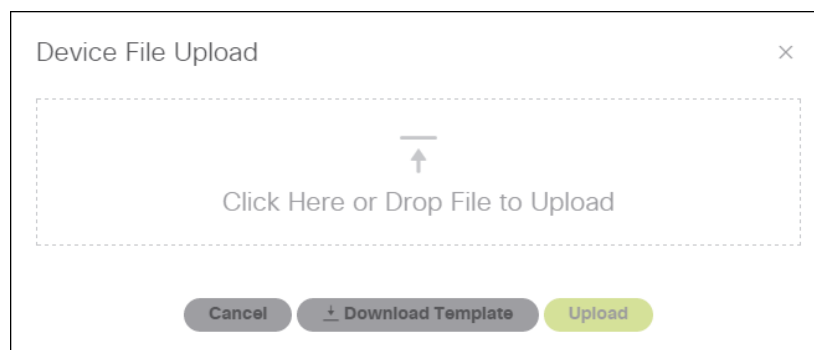 Device File Upload
Click Here or Drop File to Upload
Cancel Download Template Upload